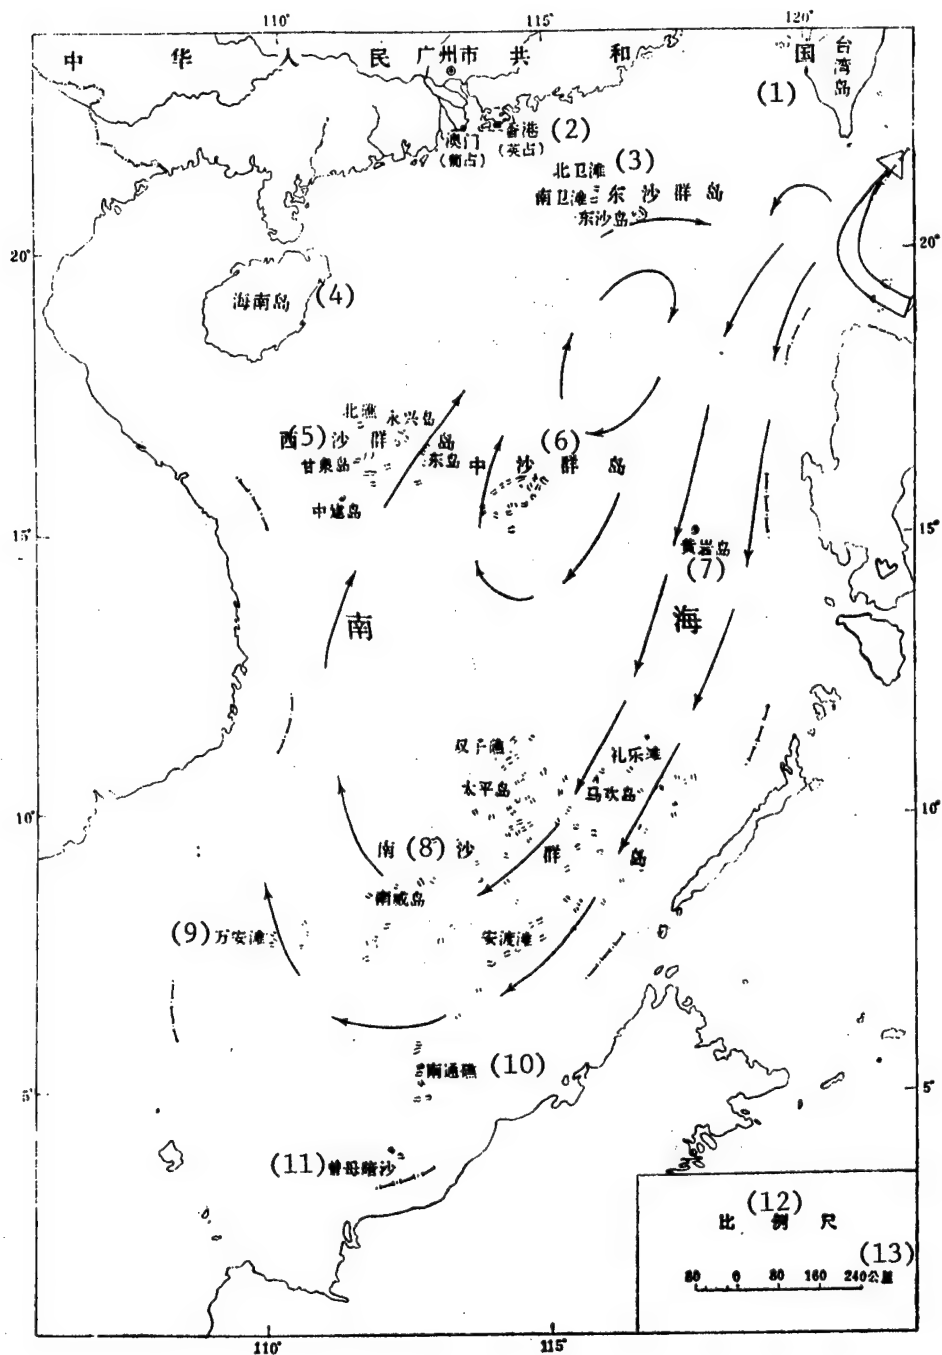 110° 115° 120°
中 华 人 民 广州市 共 和 国
台湾岛
(1)
香港 (2)
(英占)
澳门
(葡占)
北卫滩 (3)
南卫滩 东沙群岛
东沙岛
20° 20°
海南岛 (4)
北礁 永兴岛
西(5)沙群岛
甘泉岛 东岛
(6)
中沙群岛
中建岛
15° 15°
黄岩岛
(7)
南 海
双子礁 礼乐滩
太平岛 马欢岛
10° 10°
南(8)沙 群 岛
南威岛
(9)万安滩 安渡滩
南通礁 (10)
5° 5°
(11)曾母暗沙
(12)
比 例 尺
(13)
80 0 80 160 240公里
110° 115°